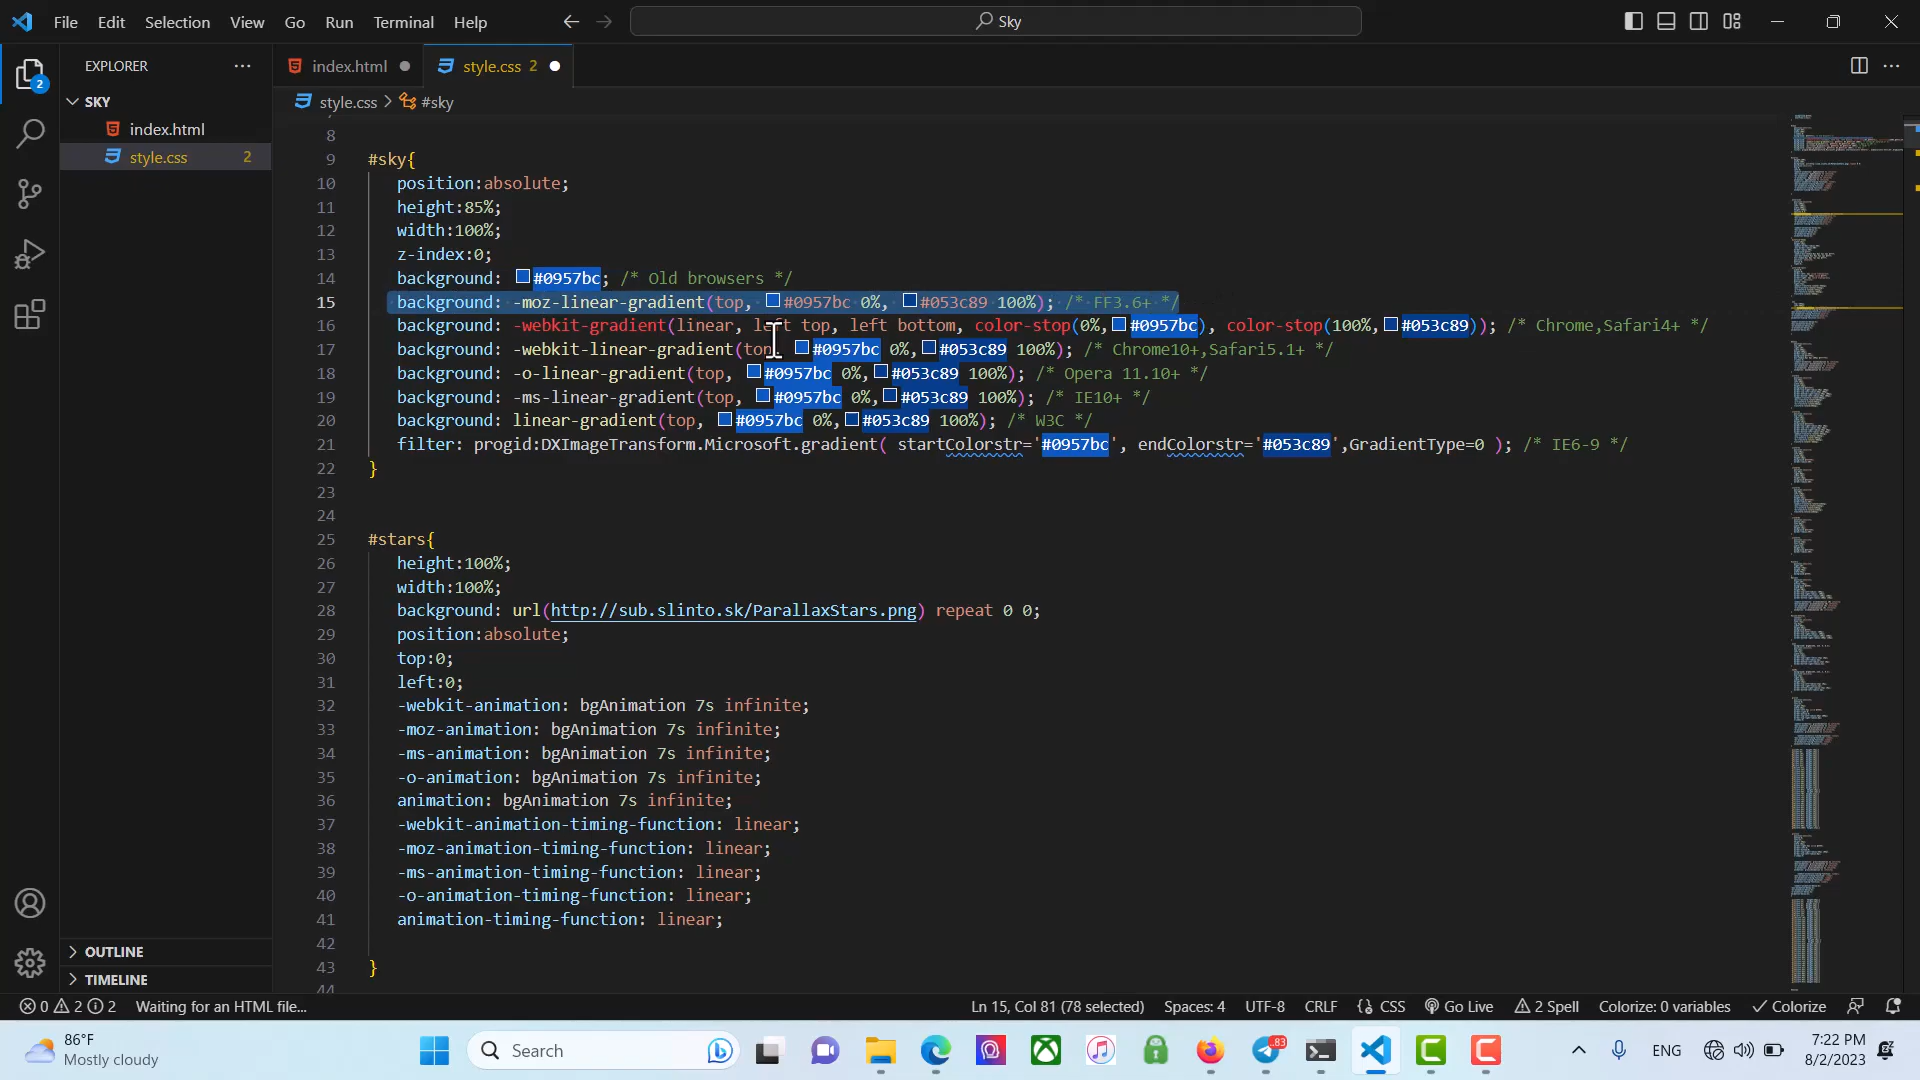 File Edit Selection View Go Run Terminal Help
Sky
EXPLORER
index.html
style.css 2
style.css
#sky
SKY
index.html
style.css 2
8
9 #sky{
10 position:absolute;
11 height:85%;
12 width:100%;
13 z-index:0;
14 background: #0957bc; /* Old browsers */
15 background: -moz-linear-gradient(top, #0957bc 0%, #053c89 100%); /* FF3.6+ */
16 background: -webkit-gradient(linear, left top, left bottom, color-stop(0%,#0957bc), color-stop(100%,#053c89)); /* Chrome,Safari4+ */
17 background: -webkit-linear-gradient(top, #0957bc 0%,#053c89 100%); /* Chrome10+,Safari5.1+ */
18 background: -o-linear-gradient(top, #0957bc 0%,#053c89 100%); /* Opera 11.10+ */
19 background: -ms-linear-gradient(top, #0957bc 0%,#053c89 100%); /* IE10+ */
20 background: linear-gradient(top, #0957bc 0%,#053c89 100%); /* W3C */
21 filter: progid:DXImageTransform.Microsoft.gradient( startColorstr='#0957bc', endColorstr='#053c89',GradientType=0 ); /* IE6-9 */
22 }
23
24
25 #stars{
26 height:100%;
27 width:100%;
28 background: url(http://sub.slinto.sk/ParallaxStars.png) repeat 0 0;
29 position:absolute;
30 top:0;
31 left:0;
32 -webkit-animation: bgAnimation 7s infinite;
33 -moz-animation: bgAnimation 7s infinite;
34 -ms-animation: bgAnimation 7s infinite;
35 -o-animation: bgAnimation 7s infinite;
36 animation: bgAnimation 7s infinite;
37 -webkit-animation-timing-function: linear;
38 -moz-animation-timing-function: linear;
39 -ms-animation-timing-function: linear;
40 -o-animation-timing-function: linear;
41 animation-timing-function: linear;
42
43 }
44
2
OUTLINE
TIMELINE
0 2 2 Waiting for an HTML file... Ln 15, Col 81 (78 selected) Spaces: 4 UTF-8 CRLF CSS Go Live 2 Spell Colorize: 0 variables Colorize
86°F
Mostly cloudy
Search
83
ENG
7:22 PM
8/2/2023